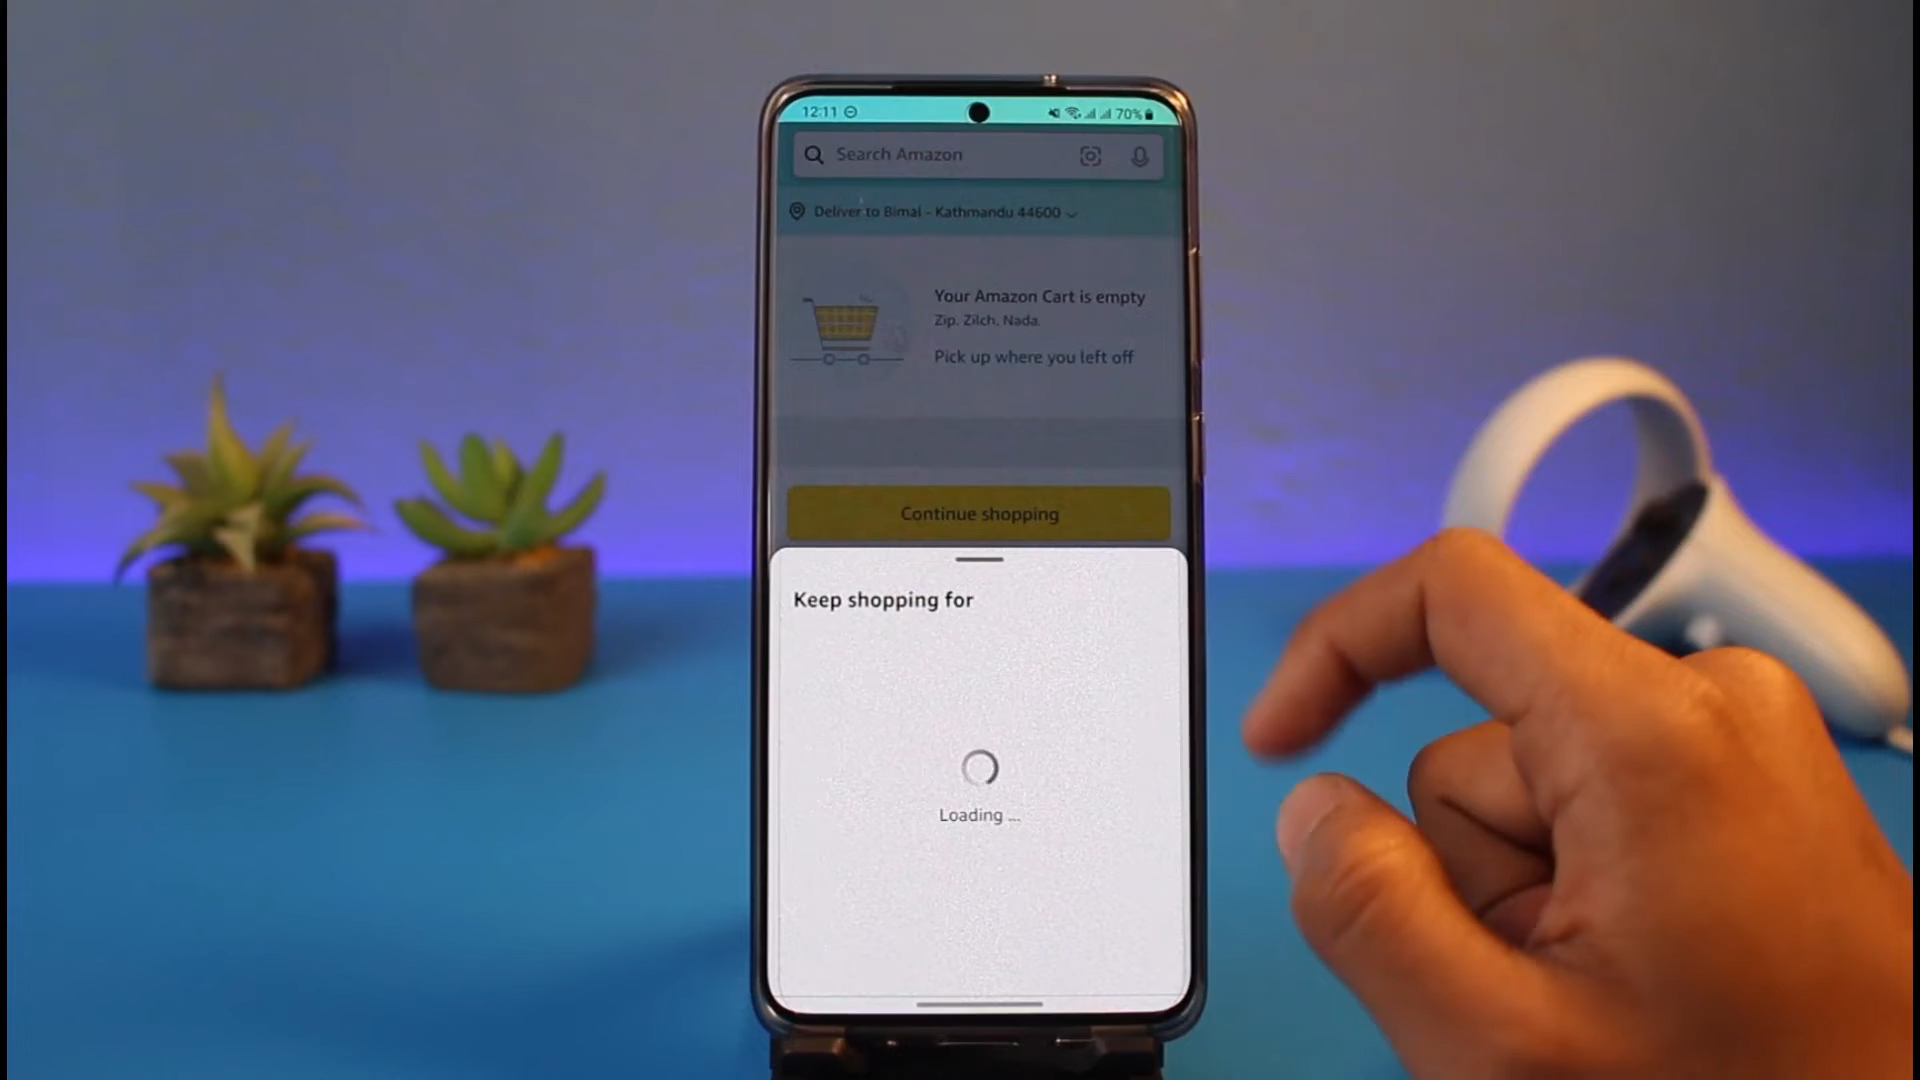 12:11
70%
Search Amazon
Deliver to Bimal - Kathmandu 44600
Your Amazon Cart is empty
Zip. Zilch. Nada.
Pick up where you left off
Continue shopping
Keep shopping for
Loading ...